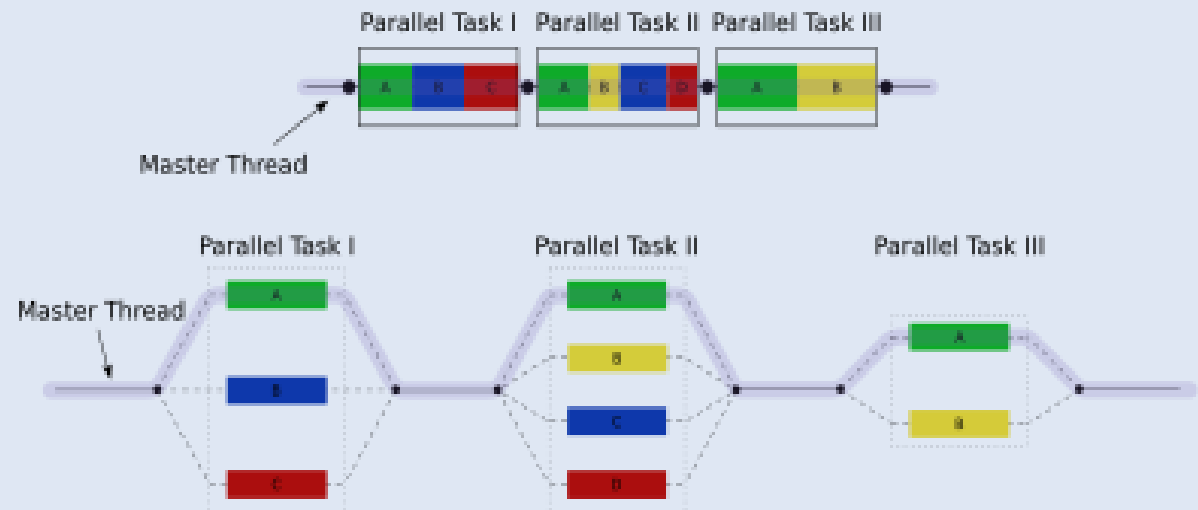 Parallel Task I Parallel Task II Parallel Task III
A B C A B C D A B
Master Thread
Parallel Task I Parallel Task II Parallel Task III
A A
Master Thread
A
B
B C
B
C D